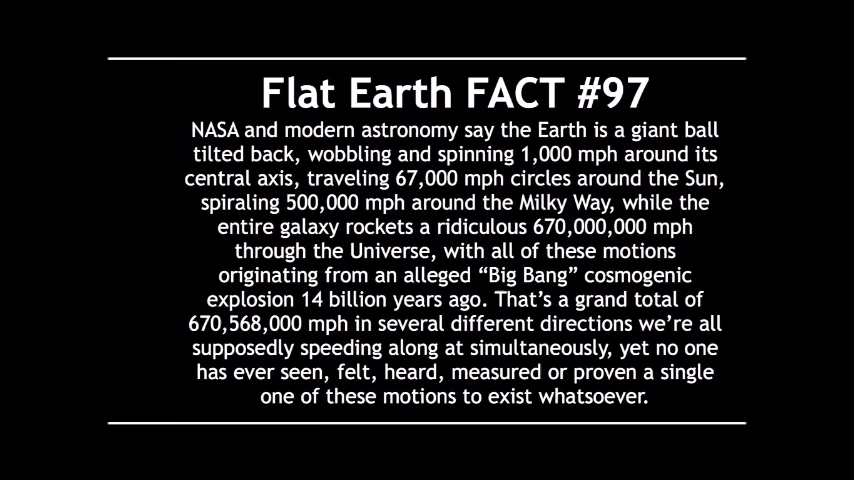 Flat Earth FACT #97
NASA and modern astronomy say the Earth is a giant ball
tilted back, wobbling and spinning 1,000 mph around its
central axis, traveling 67,000 mph circles around the Sun,
spiraling 500,000 mph around the Milky Way, while the
entire galaxy rockets a ridiculous 670,000,000 mph
through the Universe, with all of these motions
originating from an alleged “Big Bang” cosmogenic
explosion 14 billion years ago. That’s a grand total of
670,568,000 mph in several different directions we’re all
supposedly speeding along at simultaneously, yet no one
has ever seen, felt, heard, measured or proven a single
one of these motions to exist whatsoever.